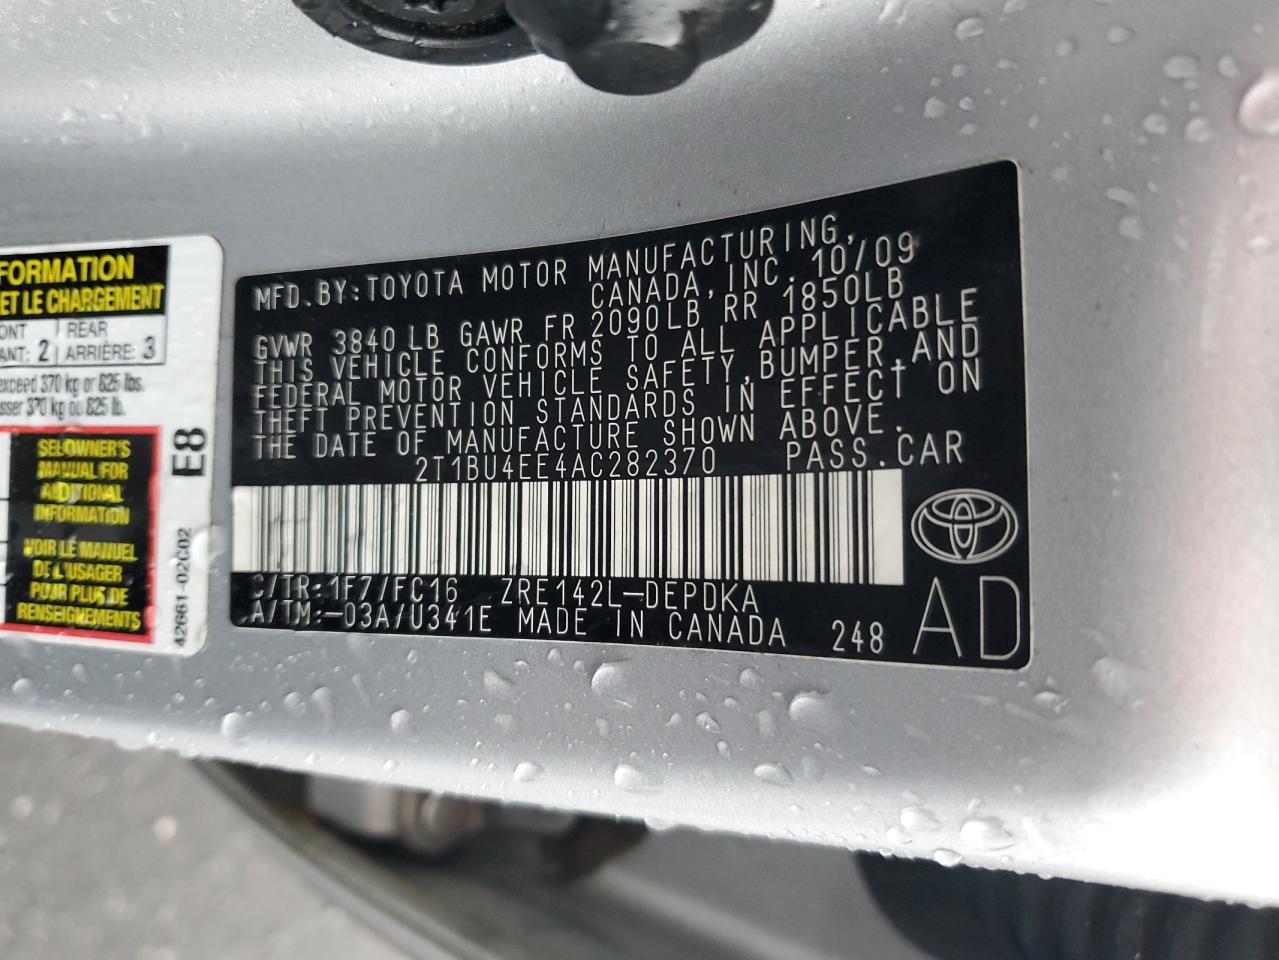 FORMATION
ET LE CHARGEMENT
REAR
2 ARRIÈRE: 3
exceed 370 kg or 825 lbs.
370 kg ou 825 lb.
SEE OWNER'S
MANUAL FOR
ADDITIONAL
INFORMATION
VOIR LE MANUEL
DE L'USAGER
POUR PLUS DE
RENSEIGNEMENTS
E8
42661-02C02
MFD.BY:TOYOTA MOTOR MANUFACTURING,
CANADA,INC. 10/09
GVWR 3840 LB GAWR FR 2090LB RR 1850LB
THIS VEHICLE CONFORMS TO ALL APPLICABLE
FEDERAL MOTOR VEHICLE SAFETY,BUMPER,AND
THEFT PREVENTION STANDARDS IN EFFECT ON
THE DATE OF MANUFACTURE SHOWN ABOVE.
2T1BU4EE4AC282370 PASS.CAR
C/TR:1F7/FC16 ZRE142L-DEPDKA
A/TM:-03A/U341E MADE IN CANADA 248
AD